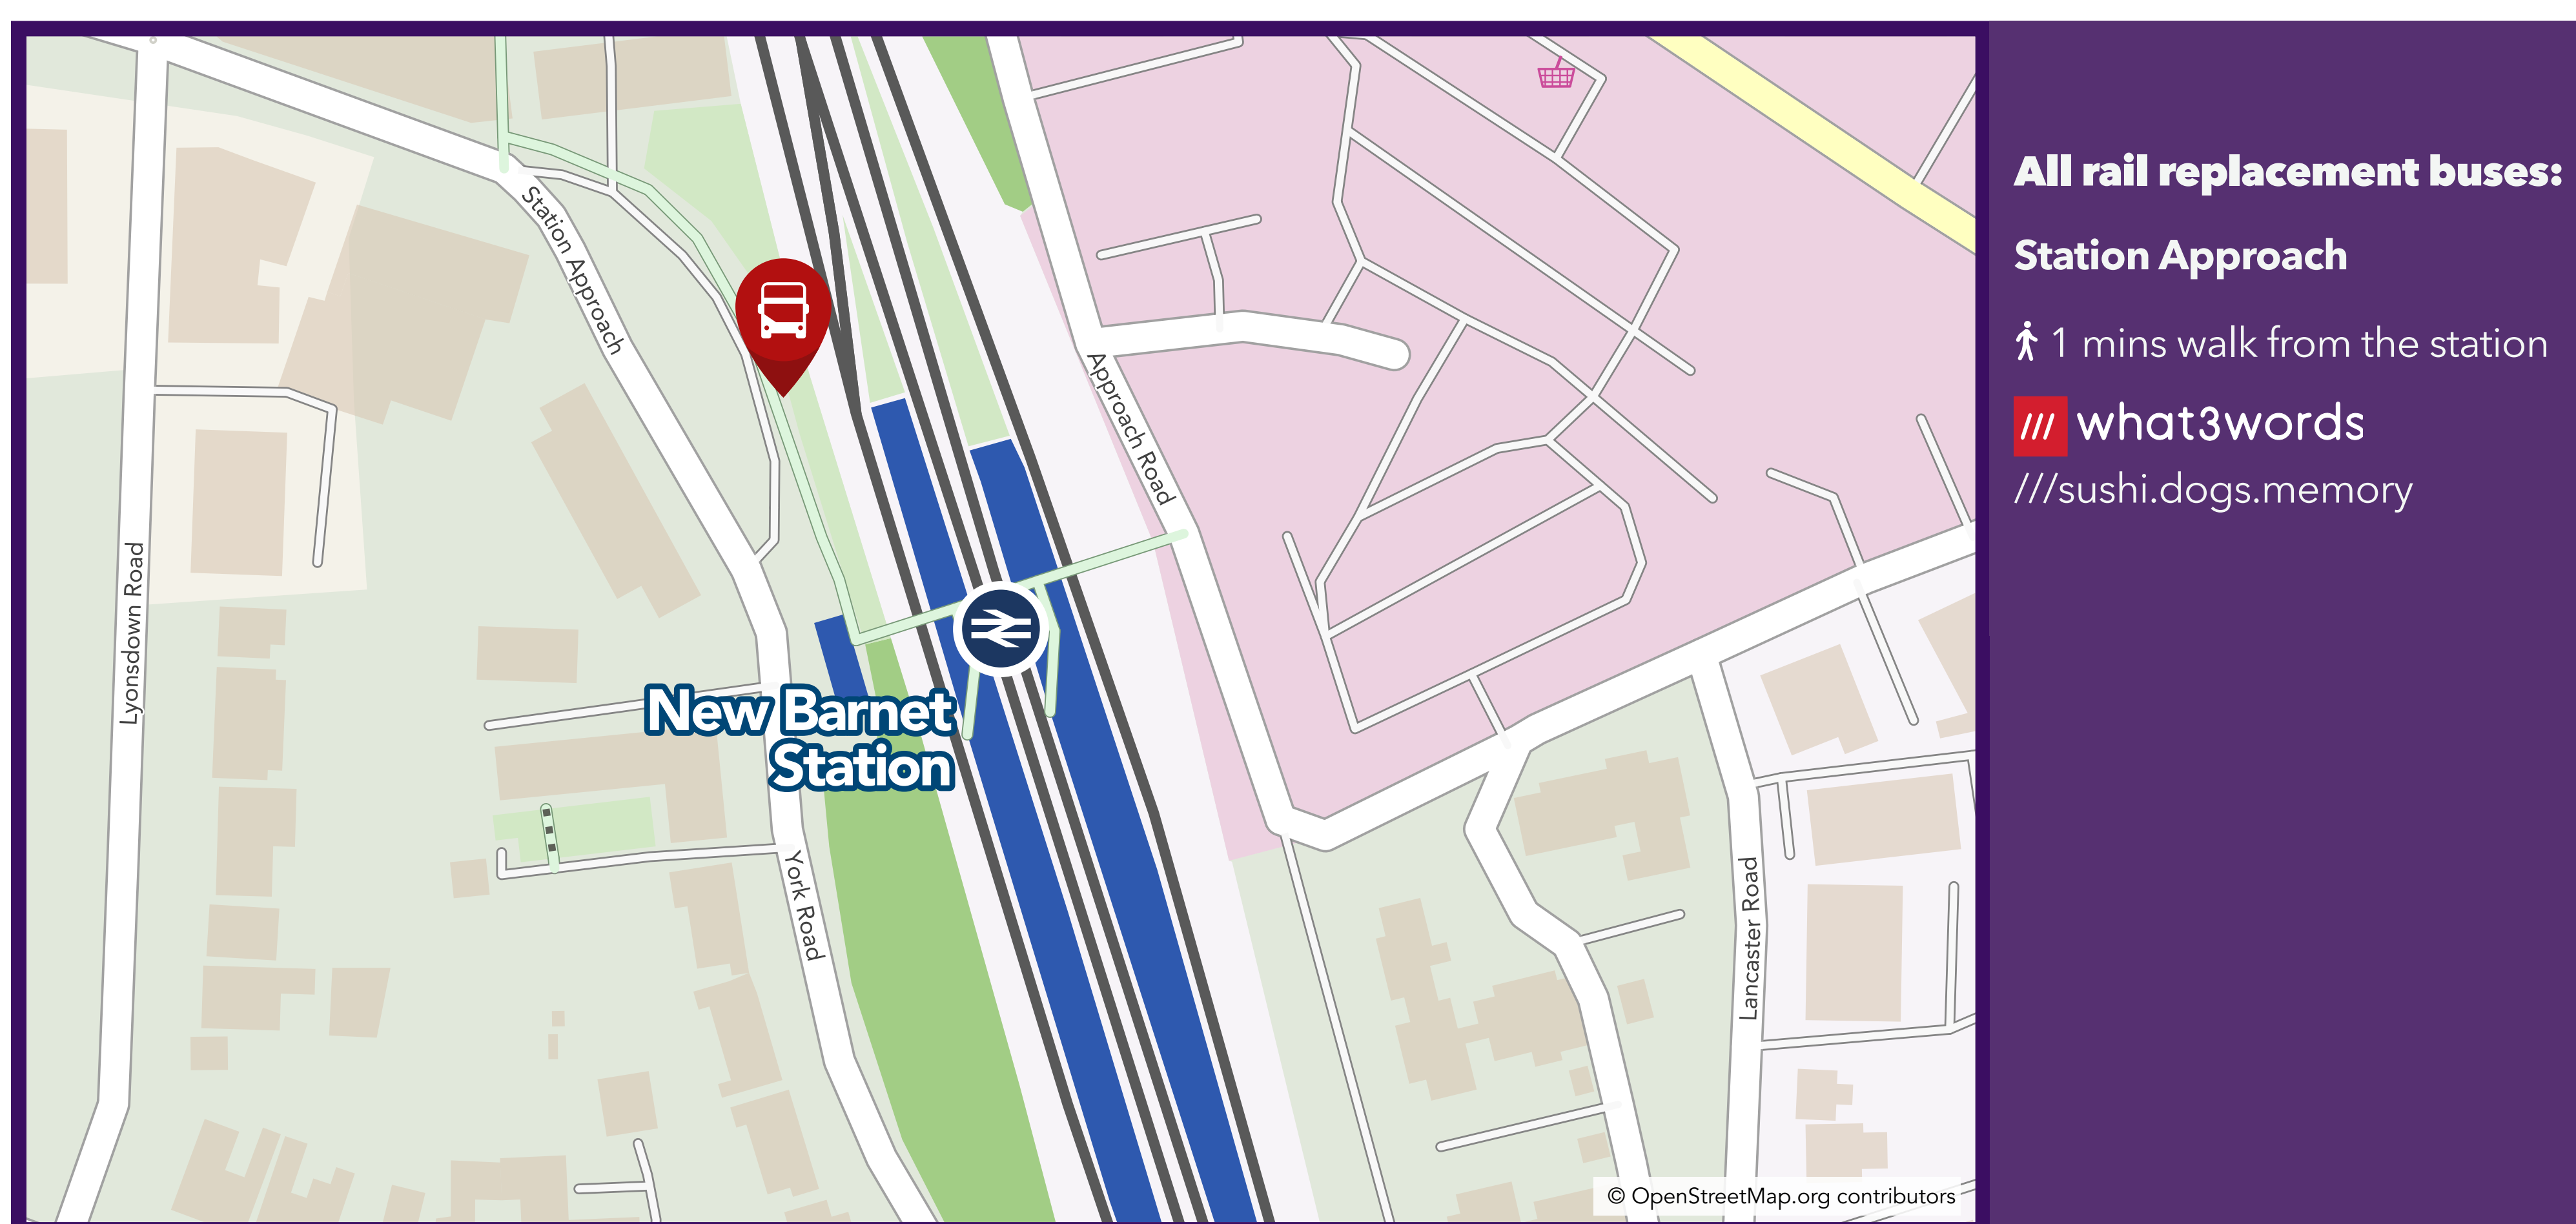 All rail replacement buses:
Station Approach
1 mins walk from the station
what3words
///sushi.dogs.memory
Station Approach
Approach Road
Lyonsdown Road
New Barnet
Station
York Road
Lancaster Road
© OpenStreetMap.org contributors